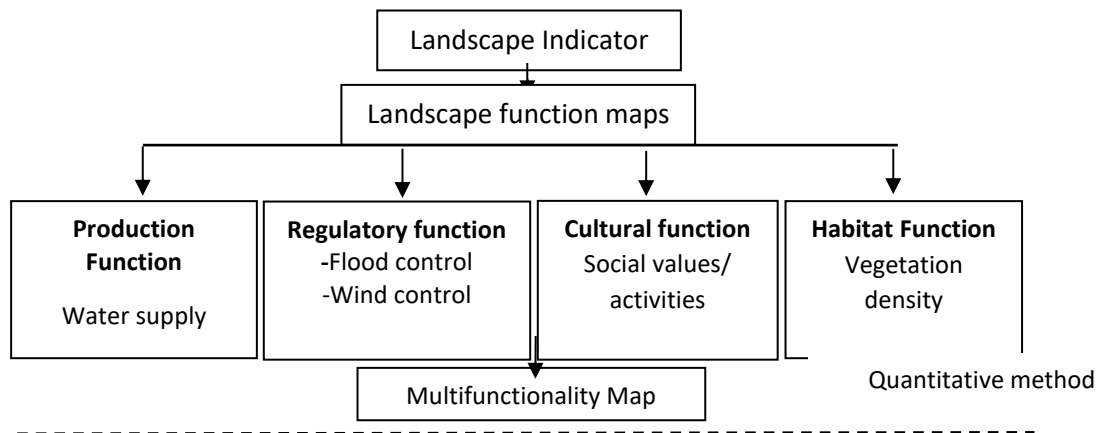 Landscape Indicator
Landscape function maps
Production
Function
Water supply
Regulatory function
-Flood control
-Wind control
Cultural function
Social values/
activities
Habitat Function
Vegetation
density
Quantitative method
Multifunctionality Map